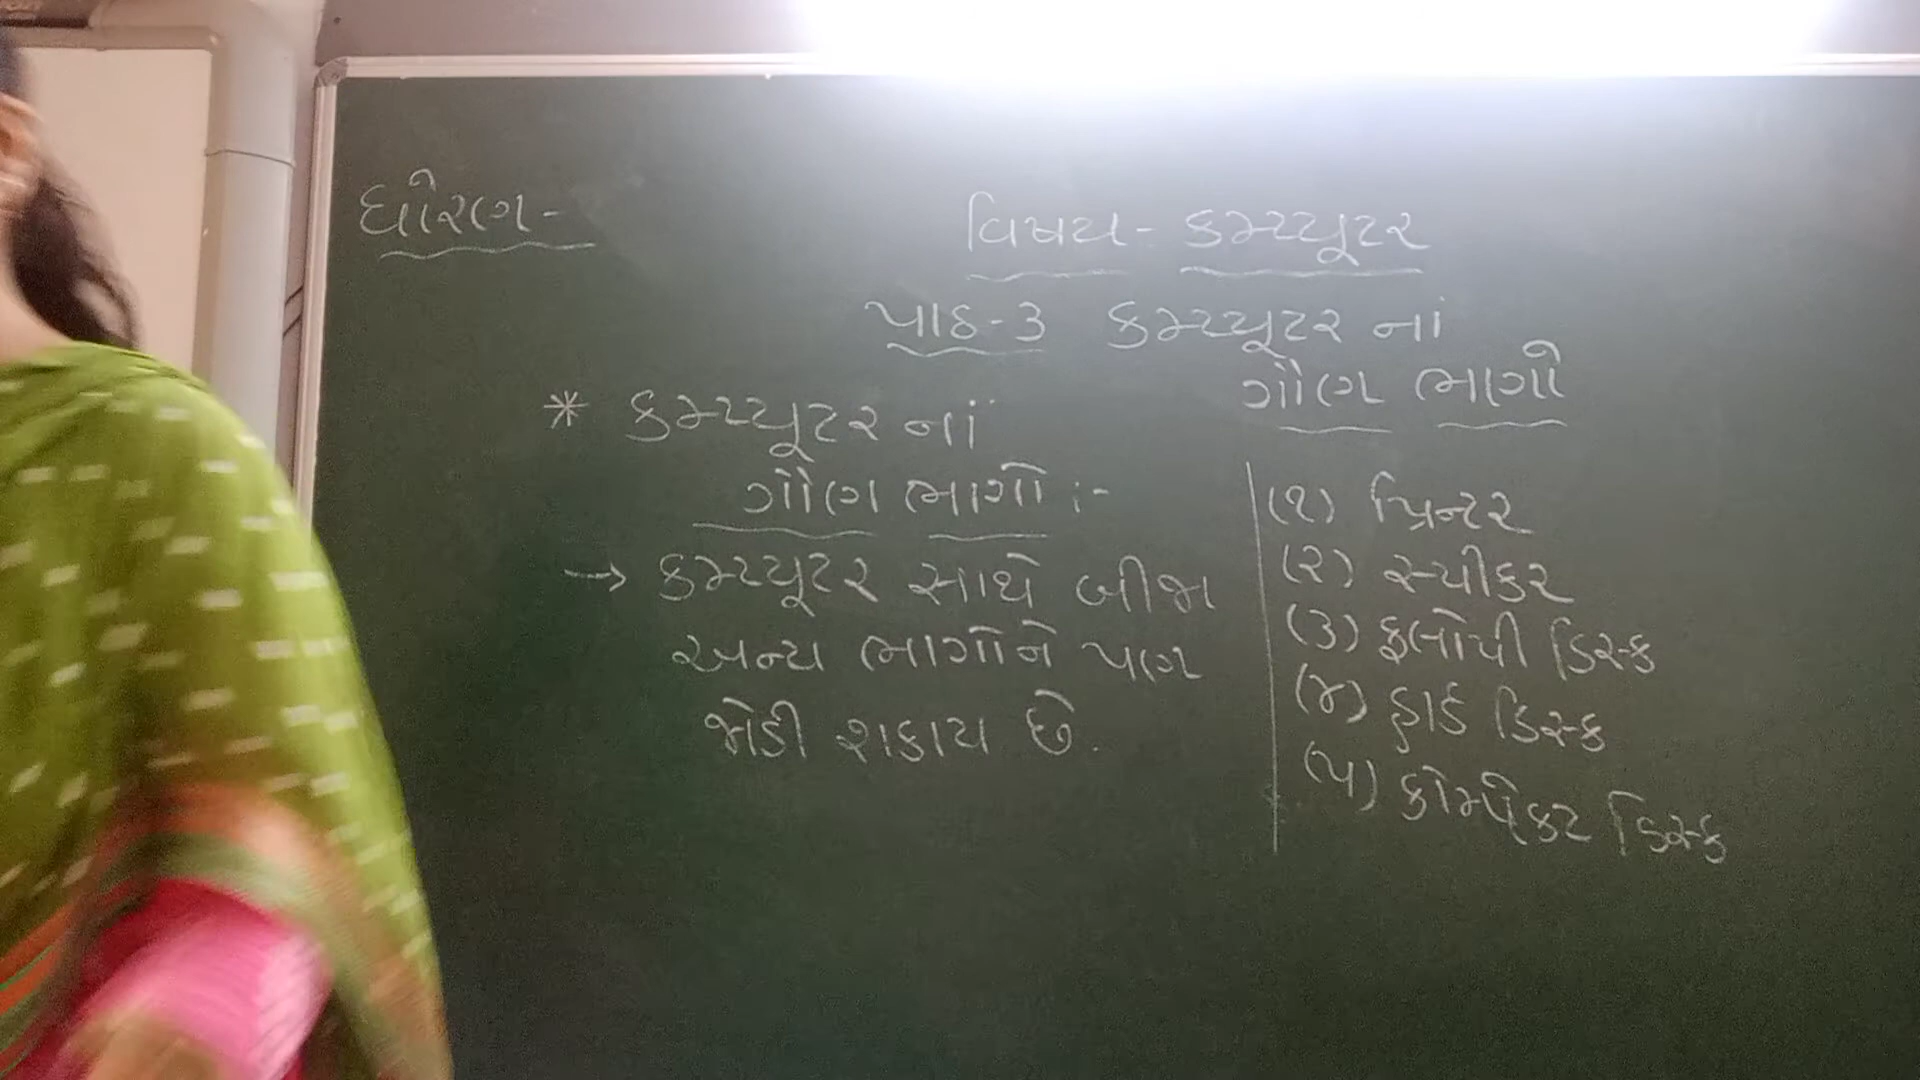 ધોરણ-
વિષય- કમ્પ્યૂટર
પાઠ-૩ કમ્પ્યૂટર નાં
ગૌણ ભાગો
* કમ્પ્યૂટર નાં
ગૌણ ભાગો :-
→ કમ્પ્યૂટર સાથે બીજા
અન્ય ભાગોને પણ
જોડી શકાય છે.
(૧) પ્રિન્ટર
(૨) સ્પીકર
(૩) ફ્લોપી ડિસ્ક
(૪) હાર્ડ ડિસ્ક
(૫) કોમ્પેક્ટ ડિસ્ક